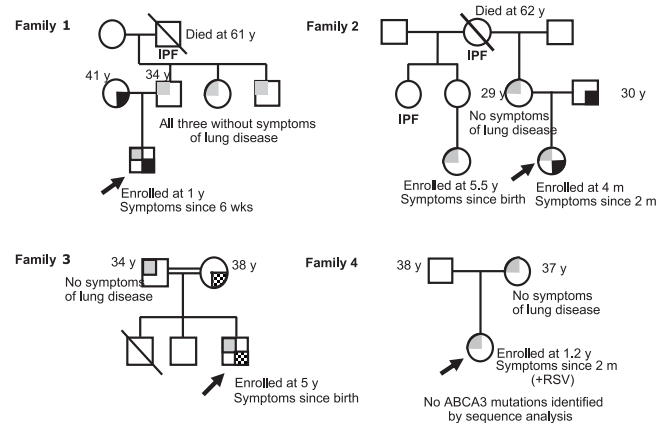 Family 1
Died at 61 y
IPF
41 y
34 y
All three without symptoms
of lung disease
Enrolled at 1 y
Symptoms since 6 wks
Family 2
Died at 62 y
IPF
IPF
29 y
30 y
No symptoms
of lung disease
Enrolled at 5.5 y
Symptoms since birth
Enrolled at 4 m
Symptoms since 2 m
Family 3
34 y
38 y
No symptoms
of lung disease
Enrolled at 5 y
Symptoms since birth
Family 4
38 y
37 y
No symptoms
of lung disease
Enrolled at 1.2 y
Symptoms since 2 m
(+RSV)
No ABCA3 mutations identified
by sequence analysis